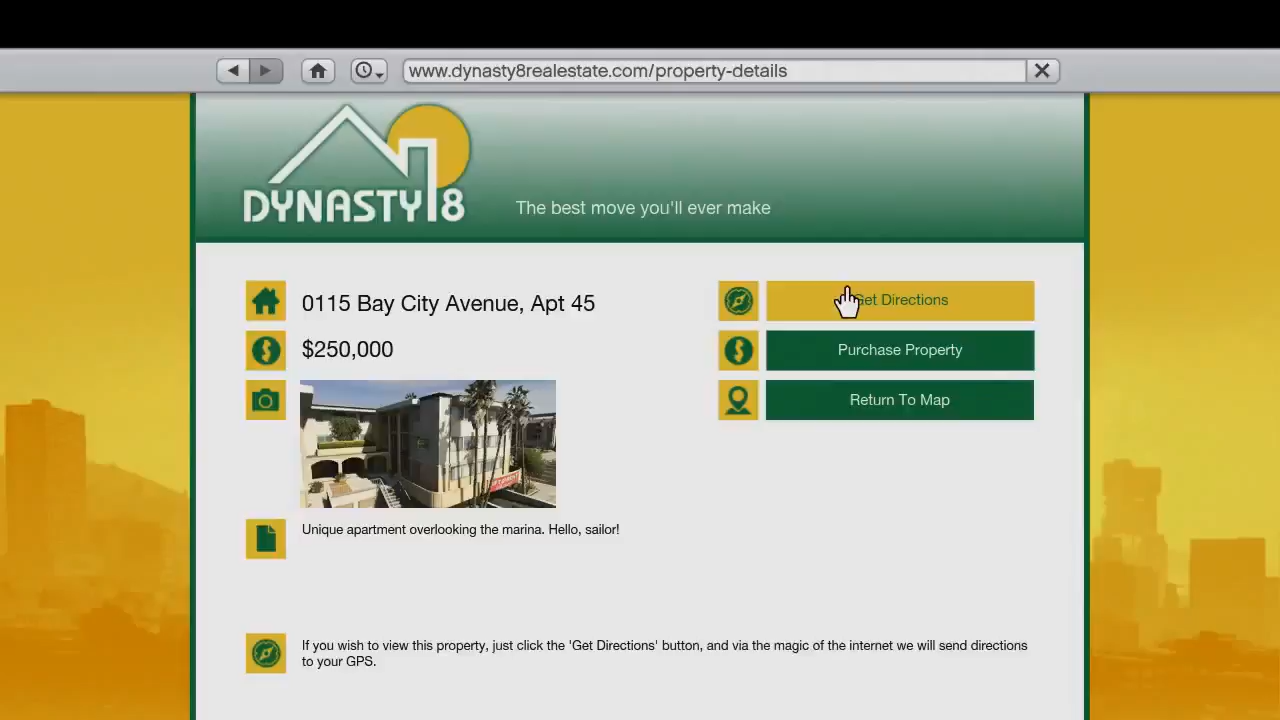 www.dynasty8realestate.com/property-details
DYNASTY 8
The best move you'll ever make
0115 Bay City Avenue, Apt 45
Get Directions
$250,000
Purchase Property
Return To Map
Unique apartment overlooking the marina. Hello, sailor!
If you wish to view this property, just click the 'Get Directions' button, and via the magic of the internet we will send directions
to your GPS.